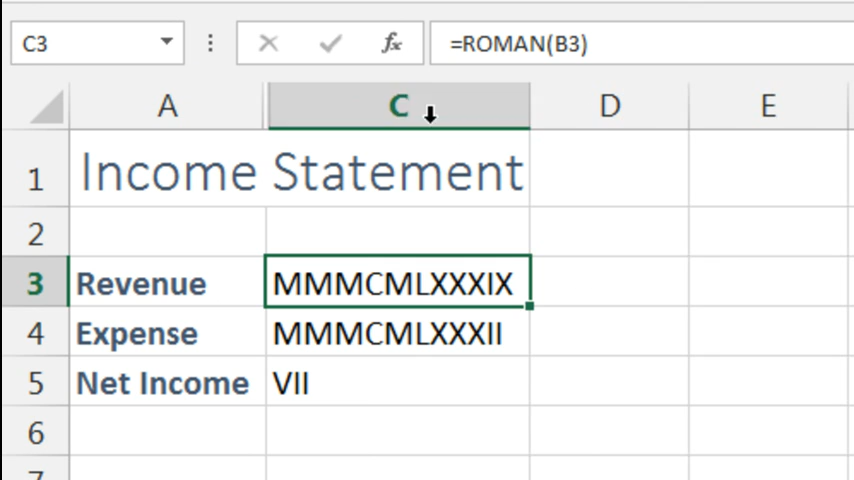 C3 fx =ROMAN(B3)
A C D E
1 Income Statement
2
3 Revenue MMMCMLXXXIX
4 Expense MMMCMLXXXII
5 Net Income VII
6
7